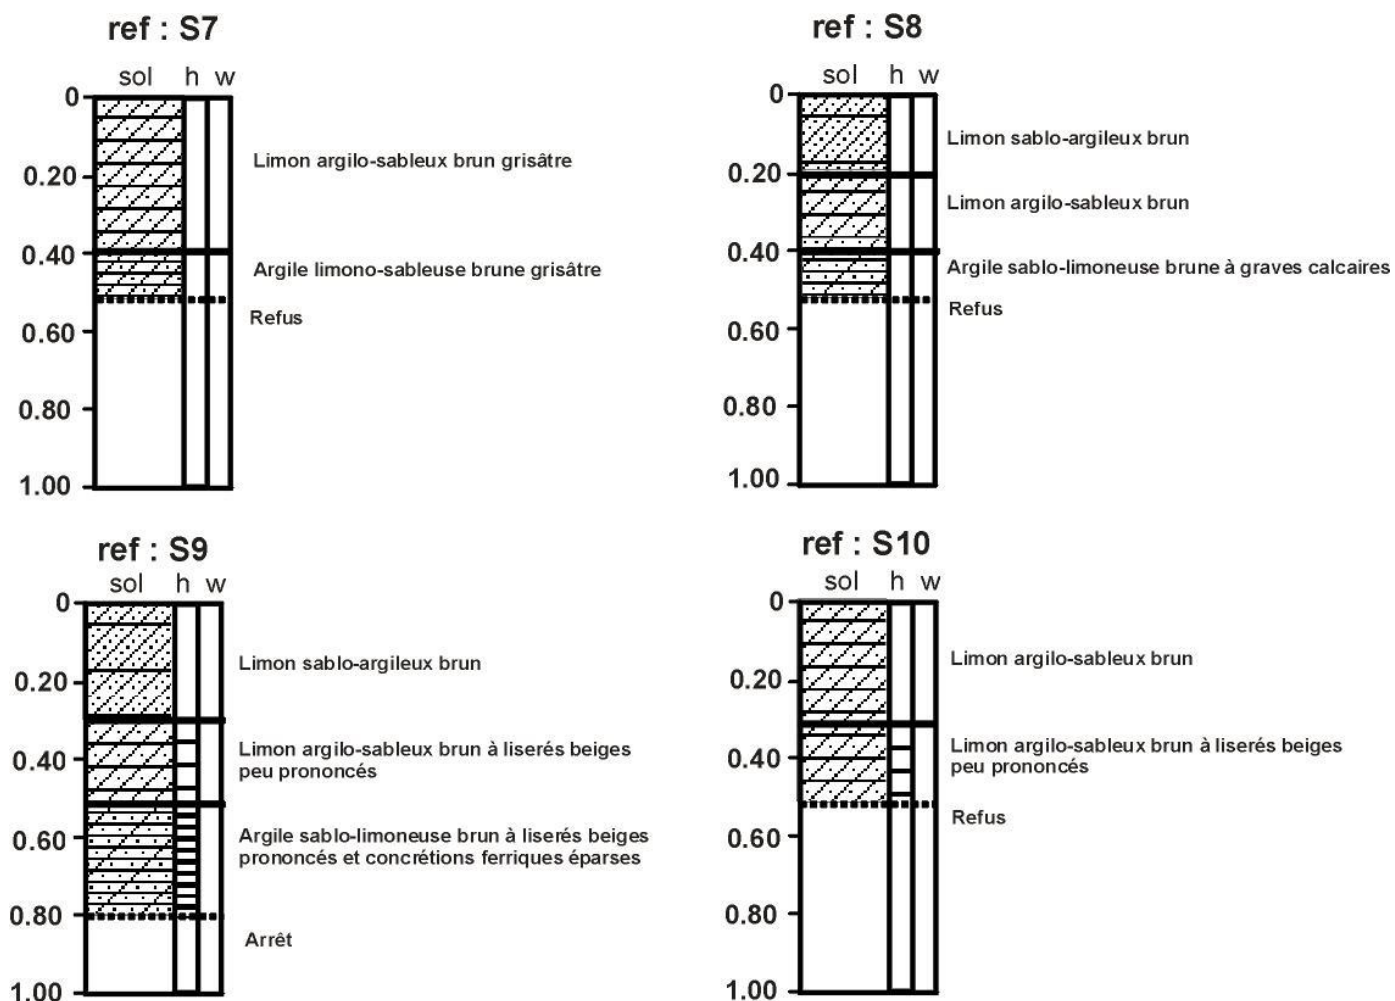 ref : S7
sol h w
0
Limon argilo-sableux brun grisâtre
0.20
0.40
Argile limono-sableuse brune grisâtre
Refus
0.60
0.80
1.00
ref : S8
sol h w
0
Limon sablo-argileux brun
0.20
Limon argilo-sableux brun
0.40
Argile sablo-limoneuse brune à graves calcaires
Refus
0.60
0.80
1.00
ref : S9
sol h w
0
Limon sablo-argileux brun
0.20
Limon argilo-sableux brun à liserés beiges
peu prononcés
0.40
0.60
Argile sablo-limoneuse brun à liserés beiges
prononcés et concrétions ferriques éparses
0.80
Arrêt
1.00
ref : S10
sol h w
0
Limon argilo-sableux brun
0.20
Limon argilo-sableux brun à liserés beiges
peu prononcés
0.40
Refus
0.60
0.80
1.00